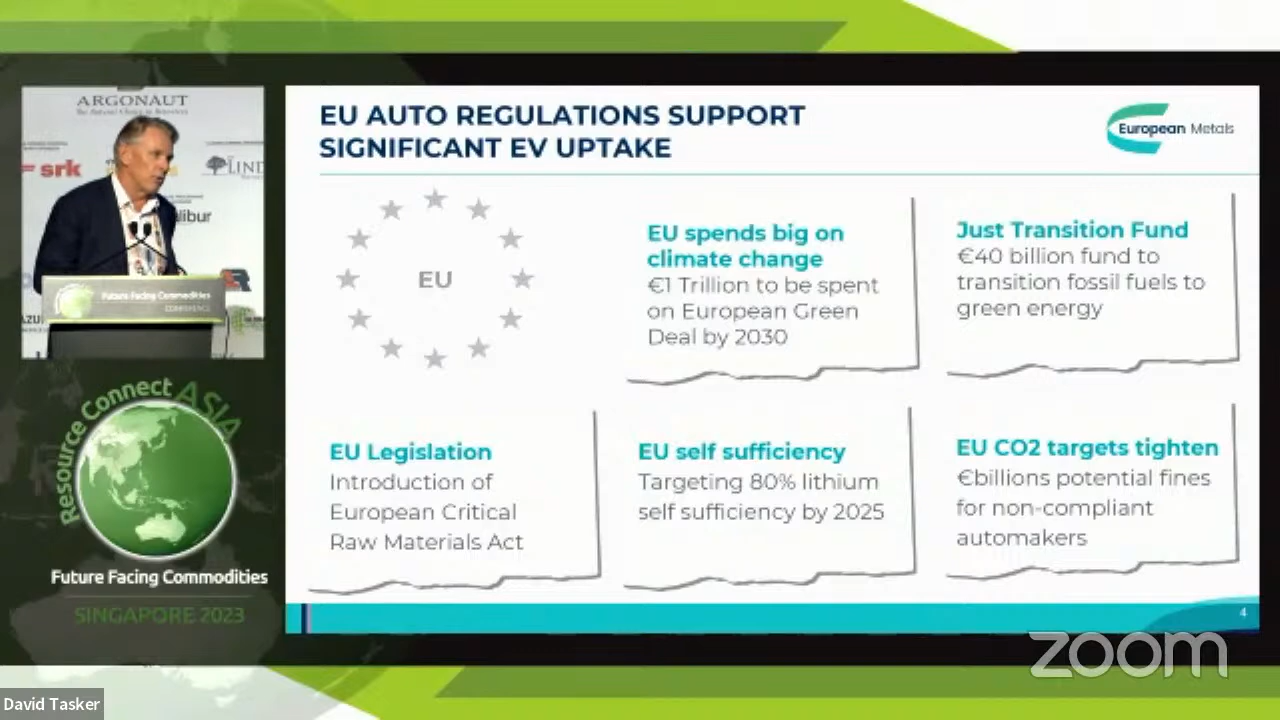 ARGONAUT
srk
LIND
libur
Future Facing Commodities
CONFERENCE
Resource Connect ASIA
Future Facing Commodities
SINGAPORE 2023
EU AUTO REGULATIONS SUPPORT
SIGNIFICANT EV UPTAKE
European Metals
EU
EU spends big on
climate change
€1 Trillion to be spent
on European Green
Deal by 2030
Just Transition Fund
€40 billion fund to
transition fossil fuels to
green energy
EU Legislation
Introduction of
European Critical
Raw Materials Act
EU self sufficiency
Targeting 80% lithium
self sufficiency by 2025
EU CO2 targets tighten
€billions potential fines
for non-compliant
automakers
4
zoom
David Tasker